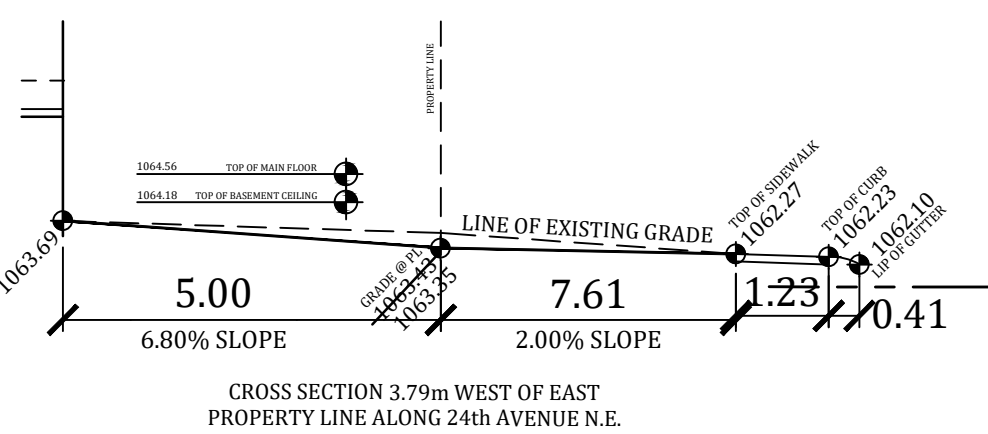 PROPERTY LINE
1064.56 TOP OF MAIN FLOOR
1064.18 TOP OF BASEMENT CEILING
LINE OF EXISTING GRADE
TOP OF SIDEWALK
1062.27
TOP OF CURB
1062.23
1062.10
LIP OF GUTTER
1063.69
GRADE @ PL
1063.43
1063.35
5.00
7.61
1.23
0.41
6.80% SLOPE
2.00% SLOPE
CROSS SECTION 3.79m WEST OF EAST
PROPERTY LINE ALONG 24th AVENUE N.E.